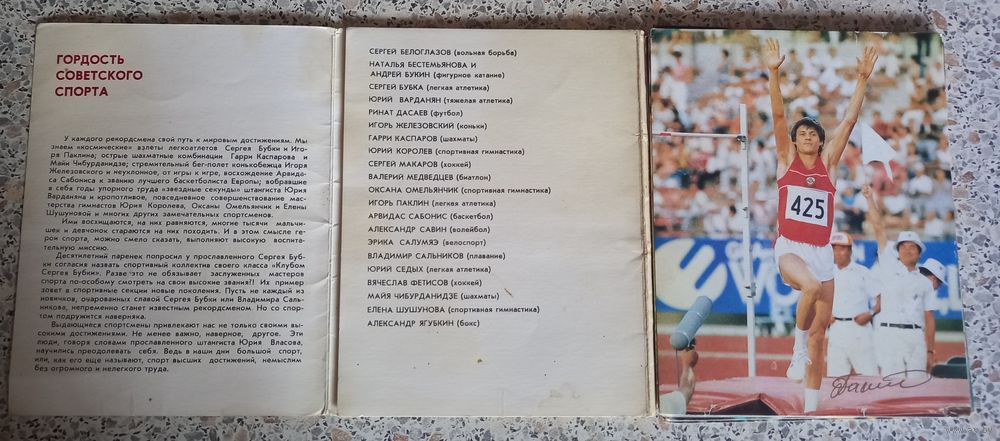 ГОРДОСТЬ
СОВЕТСКОГО
СПОРТА
У каждого рекордсмена свой путь к мировым достижениям. Мы
знаем «космические» взлеты легкоатлетов Сергея Бубки и Иго-
ря Паклина; острые шахматные комбинации Гарри Каспарова и
Майи Чибурданидзе; стремительный бег-полет конькобежца Игоря
Железовского и неуклонное, от игры к игре, восхождение Арвида-
са Сабониса к званию лучшего баскетболиста Европы; вобравшие
в себя годы упорного труда «звездные секунды» штангиста Юрия
Варданяна и кропотливое, повседневное совершенствование мас-
терства гимнастов Юрия Королева, Оксаны Омельянчик и Елены
Шушуновой и многих других замечательных спортсменов.
Ими восхищаются, на них равняются, многие тысячи мальчи-
шек и девчонок стараются на них походить. И в этом смысле ге-
рои спорта, можно смело сказать, выполняют высокую воспита-
тельную миссию.
Десятилетний паренек попросил у прославленного Сергея Буб-
ки согласия назвать спортивный коллектив своего класса «Клубом
Сергея Бубки». Разве это не обязывает заслуженных мастеров
спорта по-особому смотреть на свои высокие звания?! Их пример
зовет в спортивные секции новые поколения. Пусть не каждый из
новичков, очарованных славой Сергея Бубки или Владимира Саль-
никова, непременно станет известным рекордсменом. Но со спор-
том подружится наверняка.
Выдающиеся спортсмены привлекают нас не только своими вы-
сокими достижениями. Не менее важно, наверное, другое. Эти
люди, говоря словами прославленного штангиста Юрия Власова,
научились преодолевать себя. Ведь в наши дни большой спорт,
или, как его еще называют, спорт высших достижений, немыслим
без огромного и нелегкого труда.
СЕРГЕЙ БЕЛОГЛАЗОВ (вольная борьба)
НАТАЛЬЯ БЕСТЕМЬЯНОВА И
АНДРЕЙ БУКИН (фигурное катание)
СЕРГЕЙ БУБКА (легкая атлетика)
ЮРИЙ ВАРДАНЯН (тяжелая атлетика)
РИНАТ ДАСАЕВ (футбол)
ИГОРЬ ЖЕЛЕЗОВСКИЙ (коньки)
ГАРРИ КАСПАРОВ (шахматы)
ЮРИЙ КОРОЛЕВ (спортивная гимнастика)
СЕРГЕЙ МАКАРОВ (хоккей)
ВАЛЕРИЙ МЕДВЕДЦЕВ (биатлон)
ОКСАНА ОМЕЛЬЯНЧИК (спортивная гимнастика)
ИГОРЬ ПАКЛИН (легкая атлетика)
АРВИДАС САБОНИС (баскетбол)
АЛЕКСАНДР САВИН (волейбол)
ЭРИКА САЛУМЯЭ (велоспорт)
ВЛАДИМИР САЛЬНИКОВ (плавание)
ЮРИЙ СЕДЫХ (легкая атлетика)
ВЯЧЕСЛАВ ФЕТИСОВ (хоккей)
МАЙЯ ЧИБУРДАНИДЗЕ (шахматы)
ЕЛЕНА ШУШУНОВА (спортивная гимнастика)
АЛЕКСАНДР ЯГУБКИН (бокс)
425